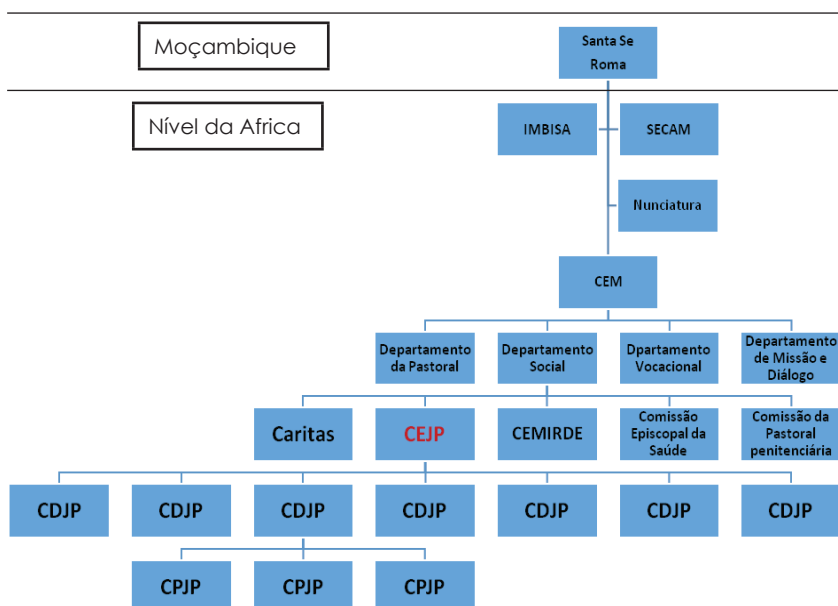 Moçambique
Santa Se
Roma
Nível da Africa
IMBISA
SECAM
Nunciatura
CEM
Departamento
da Pastoral
Departamento
Social
Dpartamento
Vocacional
Departamento
de Missão e
Diálogo
Caritas
CEJP
CEMIRDE
Comissão
Episcopal da
Saúde
Comissão da
Pastoral
penitenciária
CDJP
CDJP
CDJP
CDJP
CDJP
CDJP
CDJP
CPJP
CPJP
CPJP